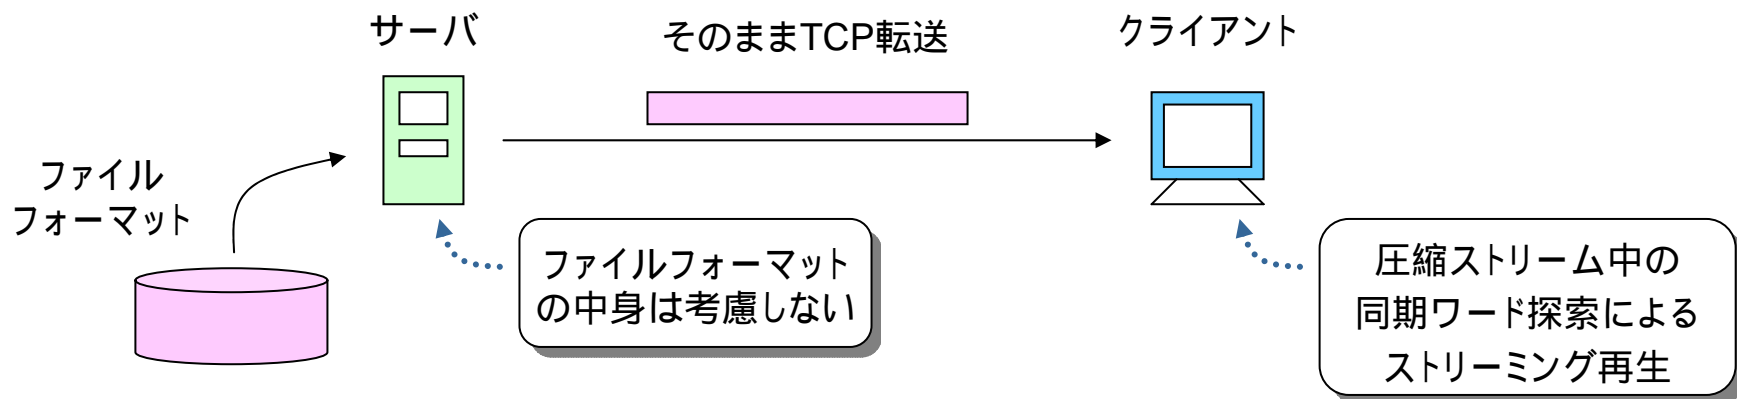 サーバ
そのままTCP転送
クライアント
ファイル
フォーマット
ファイルフォーマット
の中身は考慮しない
圧縮ストリーム中の
同期ワード探索による
ストリーミング再生